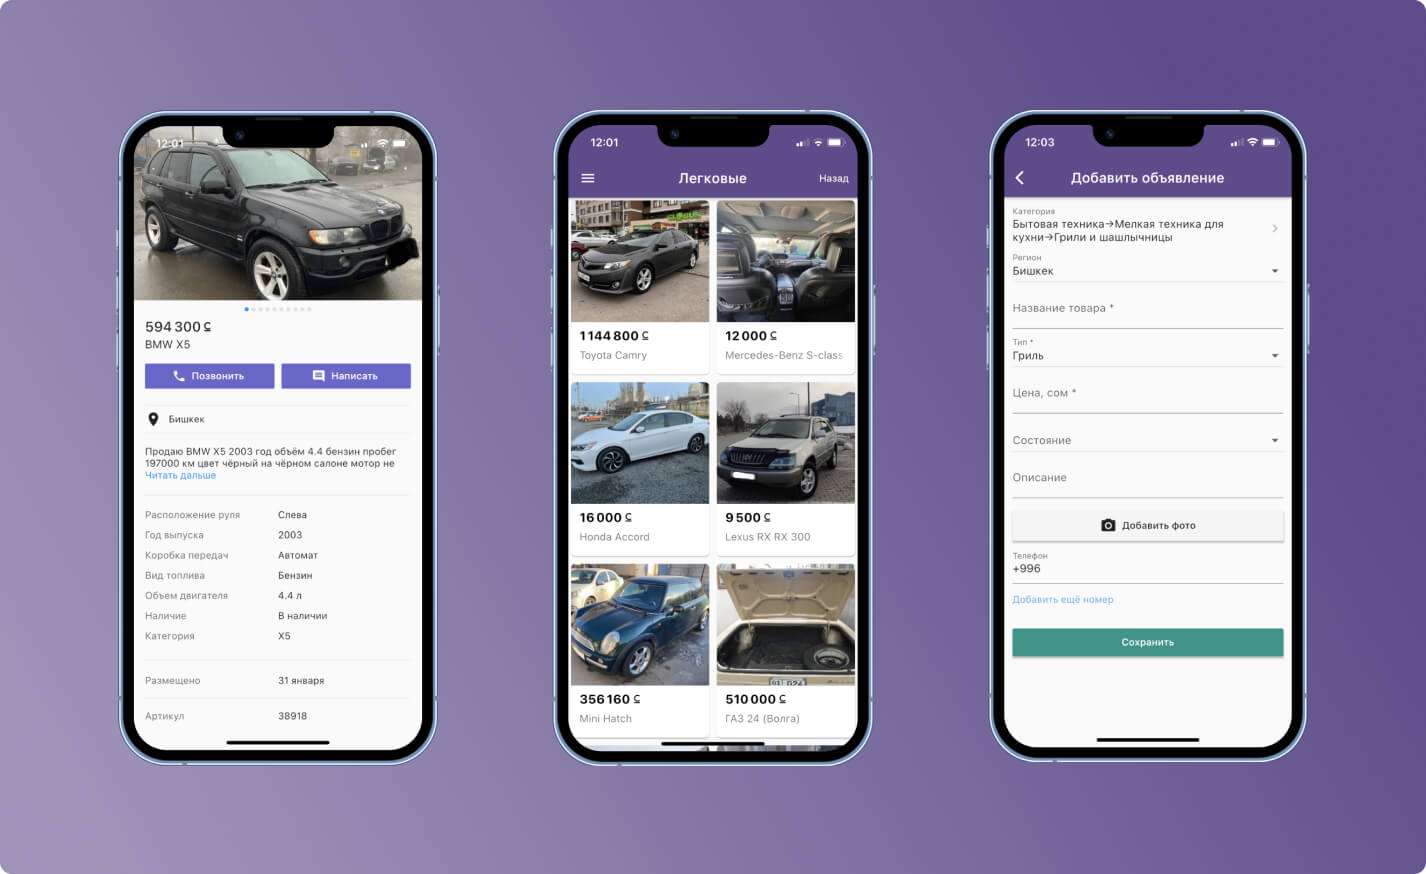 12:01
594 300 с
BMW X5
Позвонить
Написать
Бишкек
Продаю BMW X5 2003 год объём 4.4 бензин пробег
197000 км цвет чёрный на чёрном салоне мотор не
Читать дальше
Расположение руля Слева
Год выпуска 2003
Коробка передач Автомат
Вид топлива Бензин
Объем двигателя 4.4 л
Наличие В наличии
Категория X5
Размещено 31 января
Артикул 38918
12:01
Легковые
Назад
GLOBUS
1 144 800 с
Toyota Camry
12 000 с
Mercedes-Benz S-class
16 000 с
Honda Accord
9 500 с
Lexus RX RX 300
356 160 с
Mini Hatch
510 000 с
ГАЗ 24 (Волга)
12:03
Добавить объявление
Категория
Бытовая техника→Мелкая техника для
кухни→Грили и шашлычницы
Регион
Бишкек
Название товара *
Тип *
Гриль
Цена, сом *
Состояние
Описание
Добавить фото
Телефон
+996
Добавить ещё номер
Сохранить